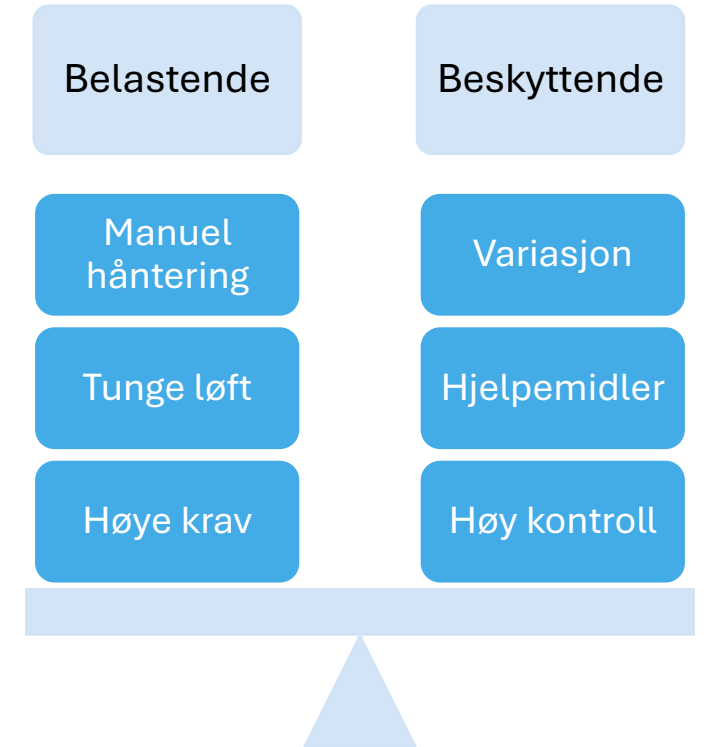 Belastende
Beskyttende
Manuel
håntering
Variasjon
Tunge løft
Hjelpemidler
Høye krav
Høy kontroll